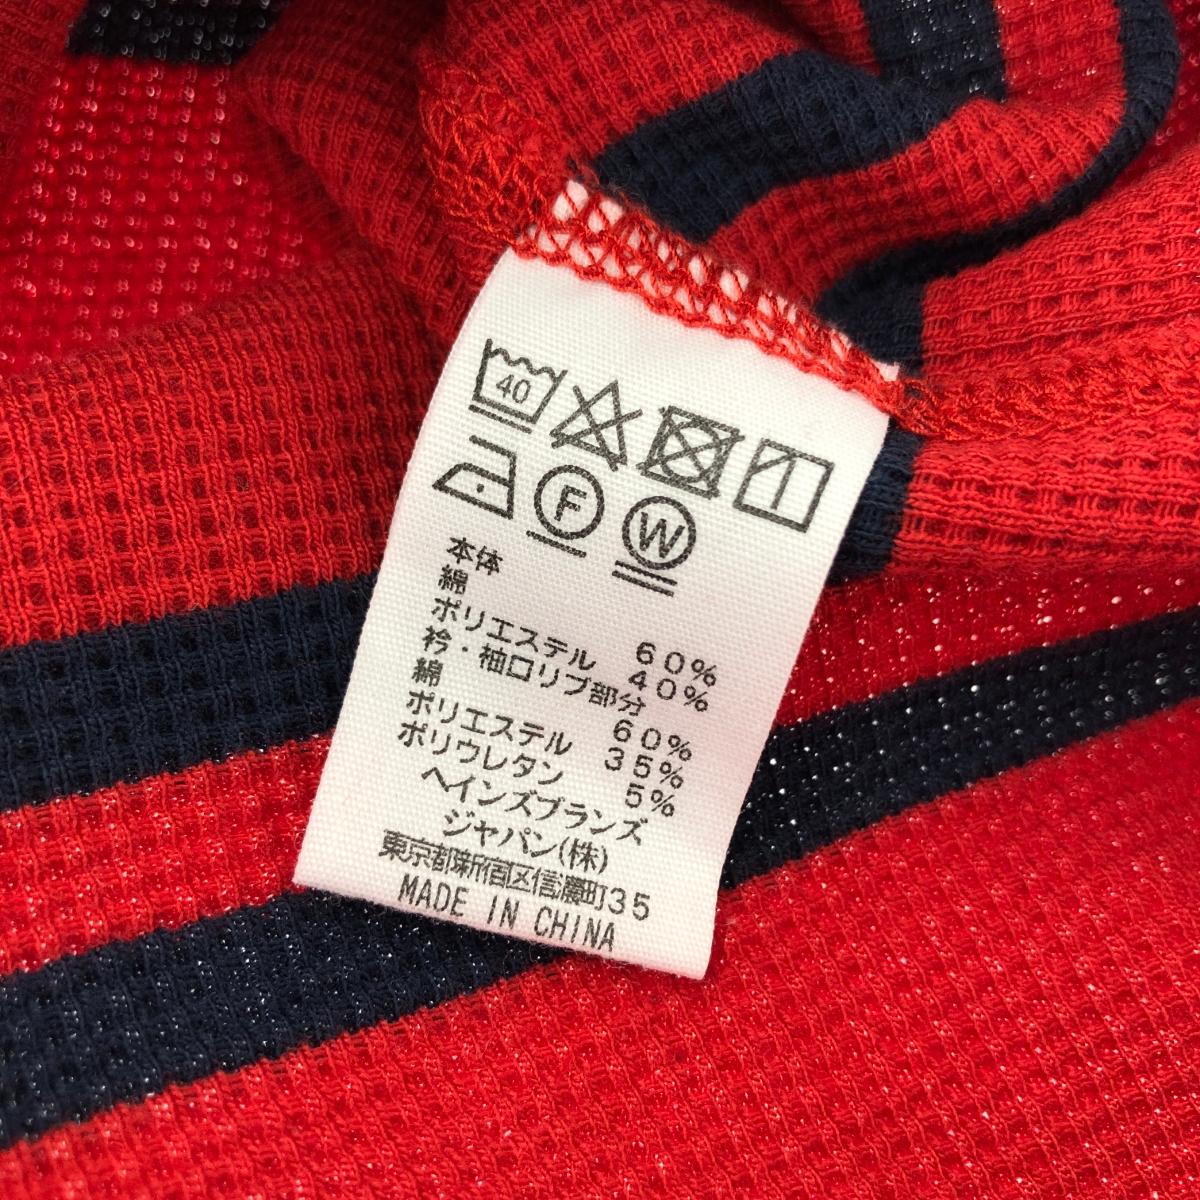 40
F
W
本体
綿 60%
ポリエステル 40%
衿・袖口リブ部分
綿 60%
ポリエステル 35%
ポリウレタン 5%
ヘインズブランズ
ジャパン(株)
東京都新宿区信濃町35
MADE IN CHINA